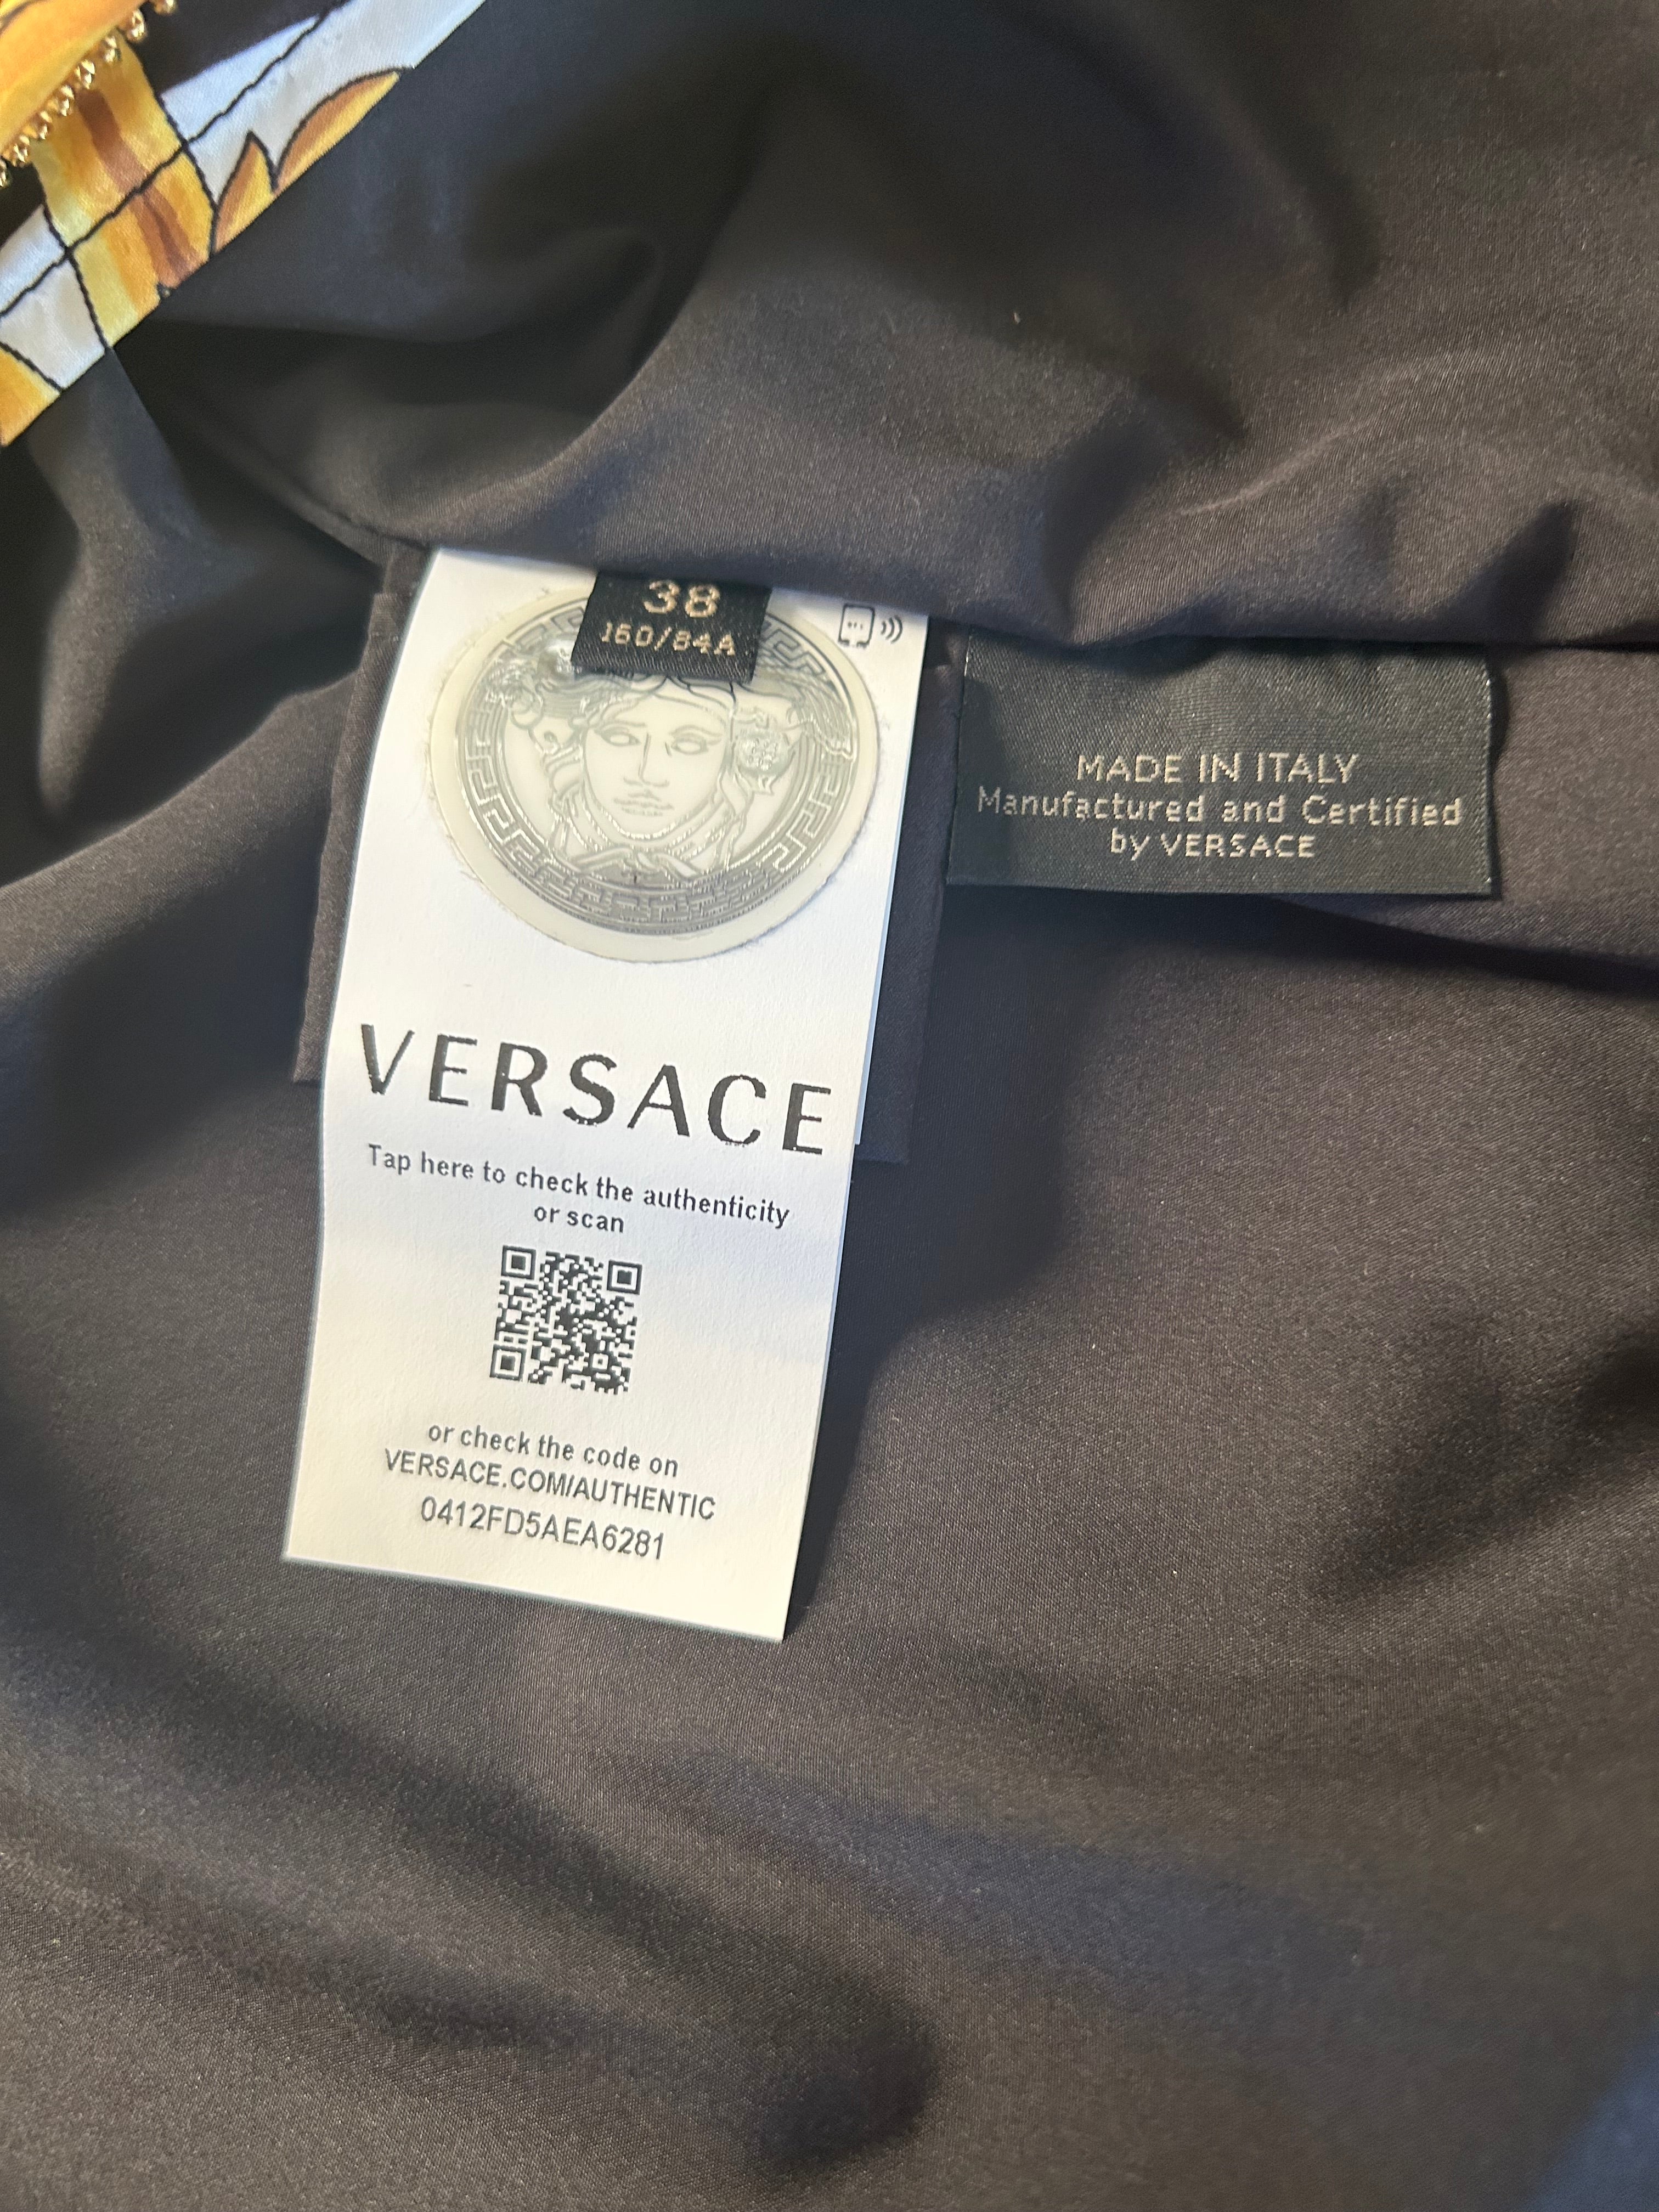 38
160/84A
VERSACE
Tap here to check the authenticity
or scan
or check the code on
VERSACE.COM/AUTHENTIC
0412FD5AEA6281
MADE IN ITALY
Manufactured and Certified
by VERSACE